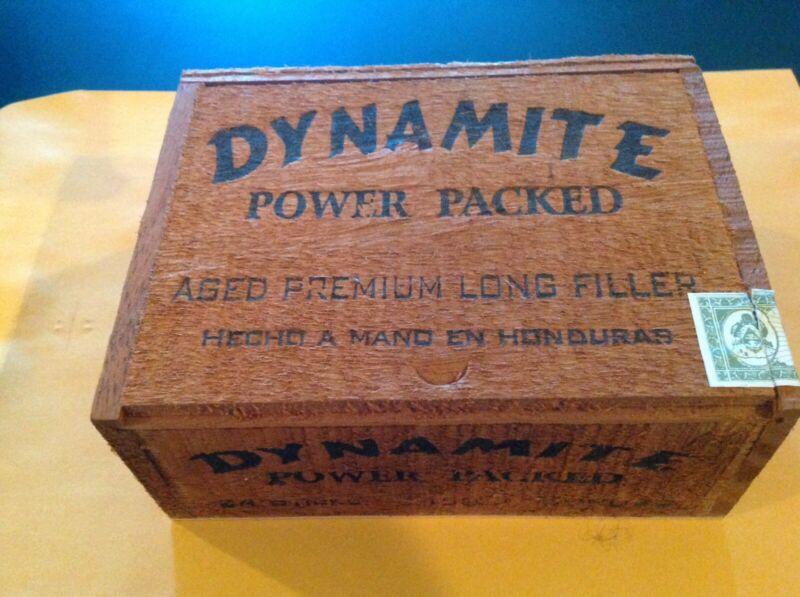 DYNAMITE
POWER PACKED
AGED PREMIUM LONG FILLER
HECHO A MANO EN HONDURAS
DYNAMITE
POWER PACKED